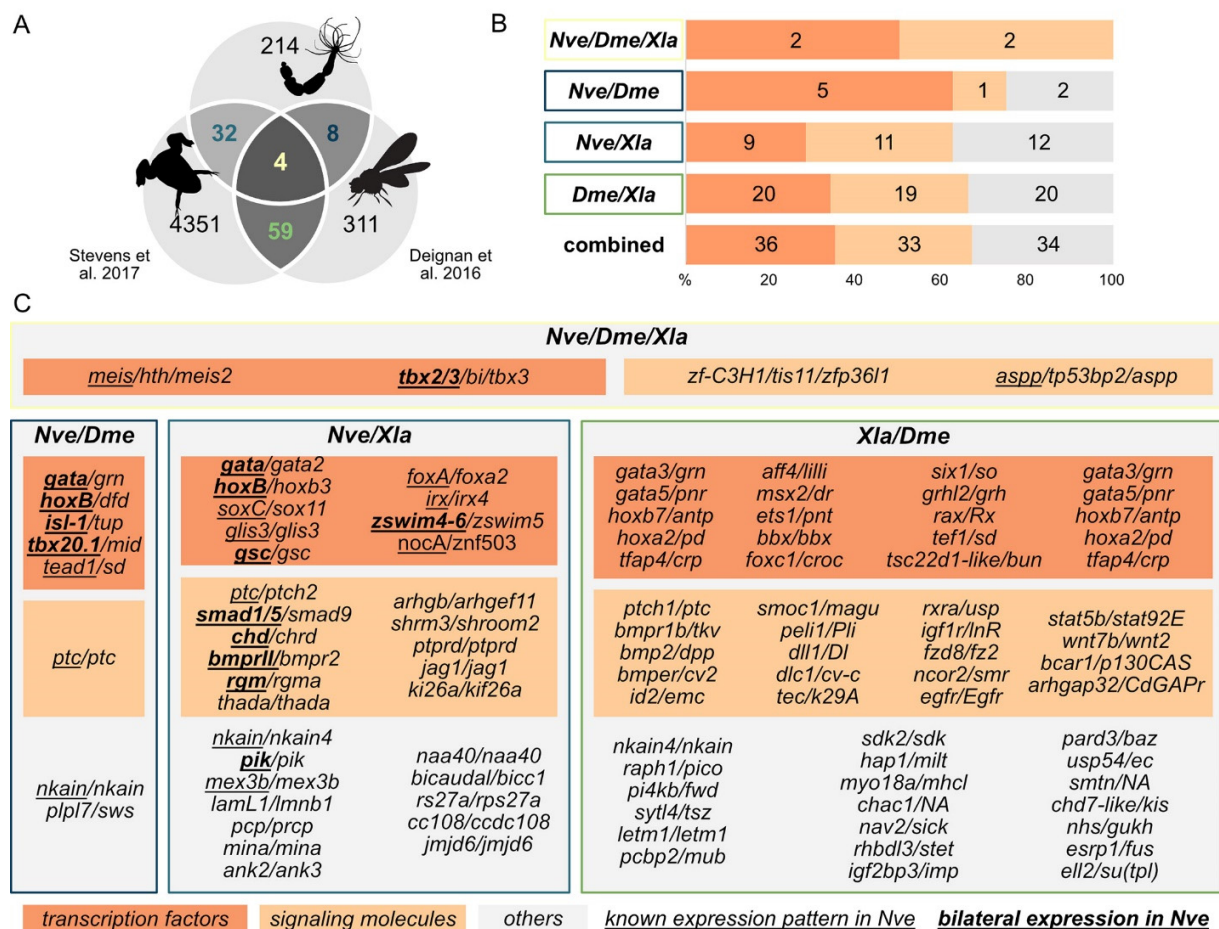 A
214
32
8
4
4351
59
311
Stevens
et al. 2017
Deignan
et al. 2016
B
Nve/Dme/Xla
2
2
Nve/Dme
5
1
2
Nve/Xla
9
11
12
Dme/Xla
20
19
20
combined
36
33
34
%
20
40
60
80
100
C
Nve/Dme/Xla
meis/hth/meis2
tbx2/3/bi/tbx3
zf-C3H1/tis11/zfp36l1
aspp/tp53bp2/aspp
Nve/Dme
gata/grn
hoxB/dfd
isl-1/tup
tbx20.1/mid
tead1/sd
ptc/ptc
nkain/nkain
plpl7/sws
Nve/Xla
gata/gata2
hoxB/hoxb3
soxC/sox11
glis3/glis3
gsc/gsc
foxA/foxa2
irx/irx4
zswim4-6/zswim5
nocA/znf503
ptc/ptch2
smad1/5/smad9
chd/chrd
bmprII/bmpr2
rgm/rgma
thada/thada
arhgb/arhgef11
shrm3/shroom2
ptprd/ptprd
jag1/jag1
ki26a/kif26a
nkain/nkain4
pik/pik
mex3b/mex3b
lamL1/lmnb1
pcp/prcp
mina/mina
ank2/ank3
naa40/naa40
bicaudal/bicc1
rs27a/rps27a
cc108/ccdc108
jmjd6/jmjd6
Xla/Dme
gata3/grn
gata5/pnr
hoxb7/antp
hoxa2/pd
tfap4/crp
aff4/lilli
msx2/dr
ets1/pnt
bbx/bbx
foxc1/croc
six1/so
grhl2/grh
rax/Rx
tef1/sd
tsc22d1-like/bun
gata3/grn
gata5/pnr
hoxb7/antp
hoxa2/pd
tfap4/crp
ptch1/ptc
bmpr1b/tkv
bmp2/dpp
bmper/cv2
id2/emc
smoc1/magu
peli1/Pli
dll1/Dl
dlc1/cv-c
tec/k29A
rxra/usp
igf1r/InR
fzd8/fz2
ncor2/smr
egfr/Egfr
stat5b/stat92E
wnt7b/wnt2
bcar1/p130CAS
arhgap32/CdGAPr
nkain4/nkain
raph1/pico
pi4kb/fwd
sytl4/tsz
letm1/letm1
pcbp2/mub
sdk2/sdk
hap1/milt
myo18a/mhcl
chac1/NA
nav2/sick
rhbdl3/stet
igf2bp3/imp
pard3/baz
usp54/ec
smtn/NA
chd7-like/kis
nhs/gukh
esrp1/fus
ell2/su(tpl)
transcription factors
signaling molecules
others
known expression pattern in Nve
bilateral expression in Nve